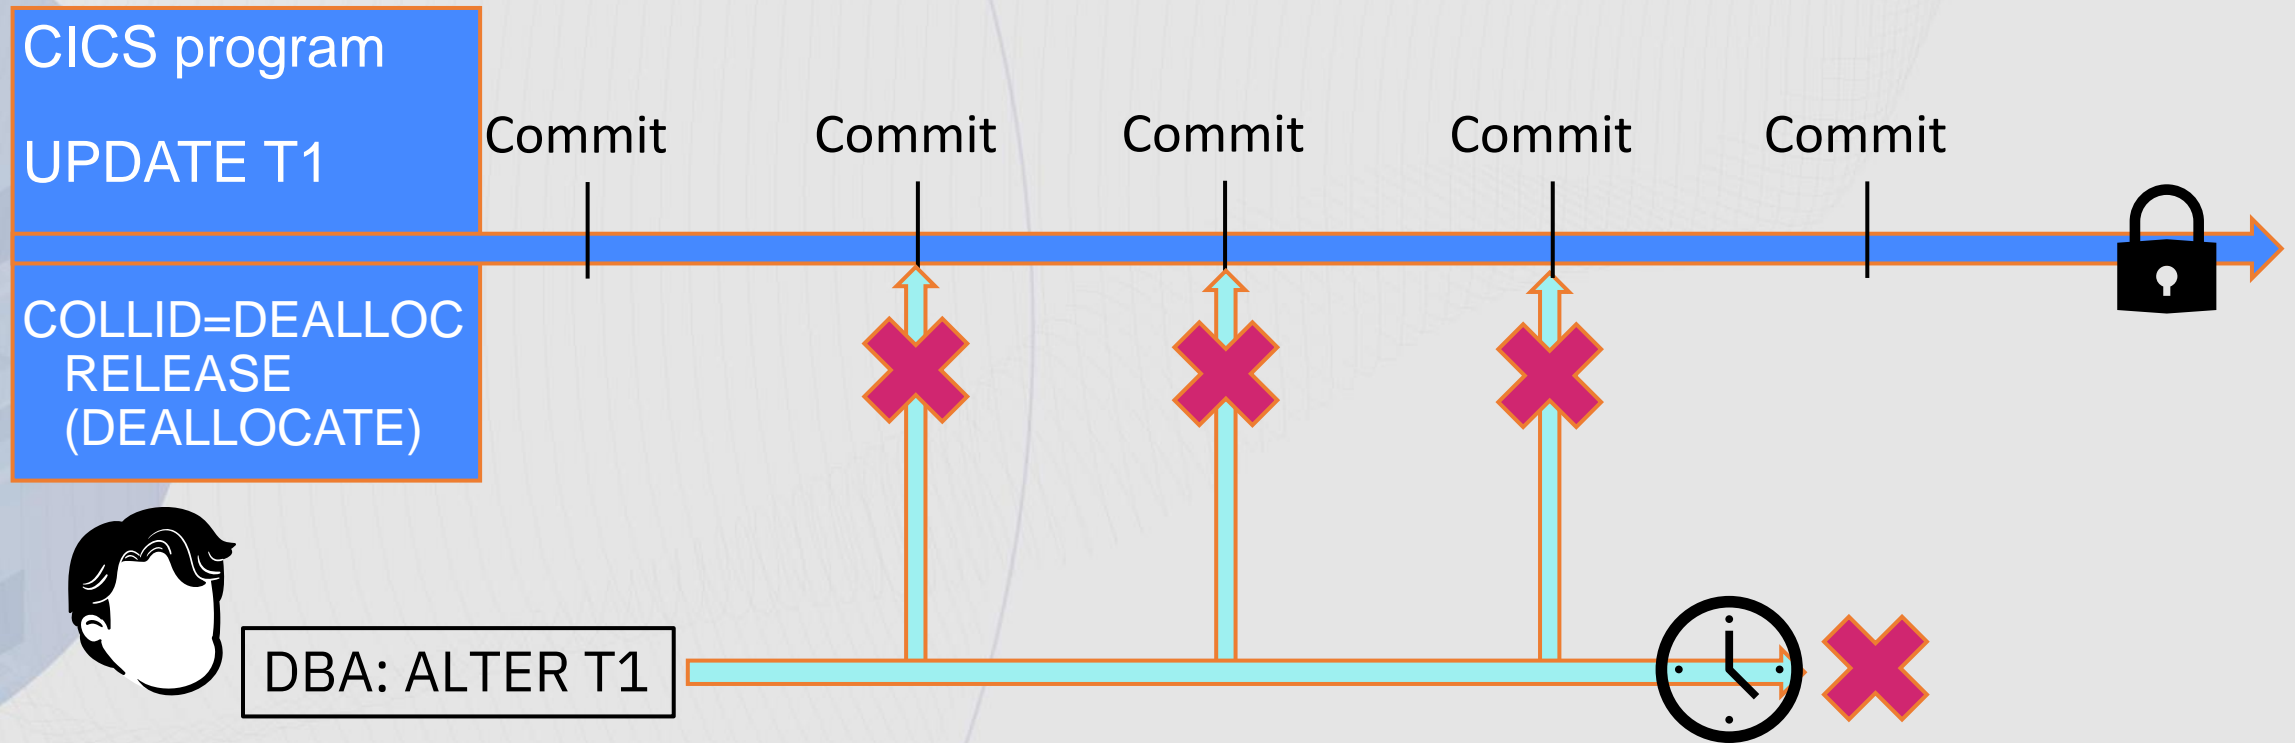 CICS program
UPDATE T1
Commit
Commit
Commit
Commit
Commit
COLLID=DEALLOC
RELEASE
(DEALLOCATE)
DBA: ALTER T1